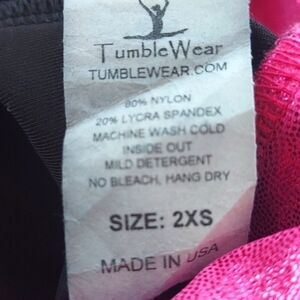 TumbleWear
TUMBLEWEAR.COM
80% NYLON
20% LYCRA SPANDEX
MACHINE WASH COLD
INSIDE OUT
MILD DETERGENT
NO BLEACH, HANG DRY
SIZE: 2XS
MADE IN USA